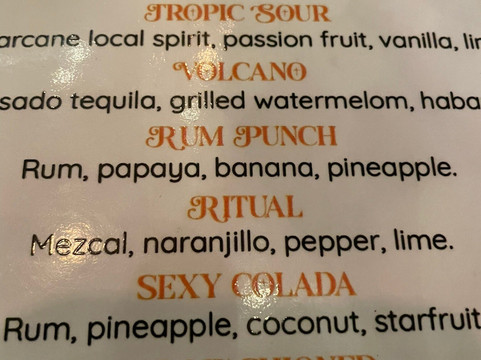 TROPIC SOUR
arcane local spirit, passion fruit, vanilla,
VOLCANO
sado tequila, grilled watermelom,
RUM PUNCH
Rum, papaya, banana, pineapple.
RITUAL
Mezcal, naranjillo, pepper, lime.
SEXY COLADA
Rum, pineapple, coconut, starfruit